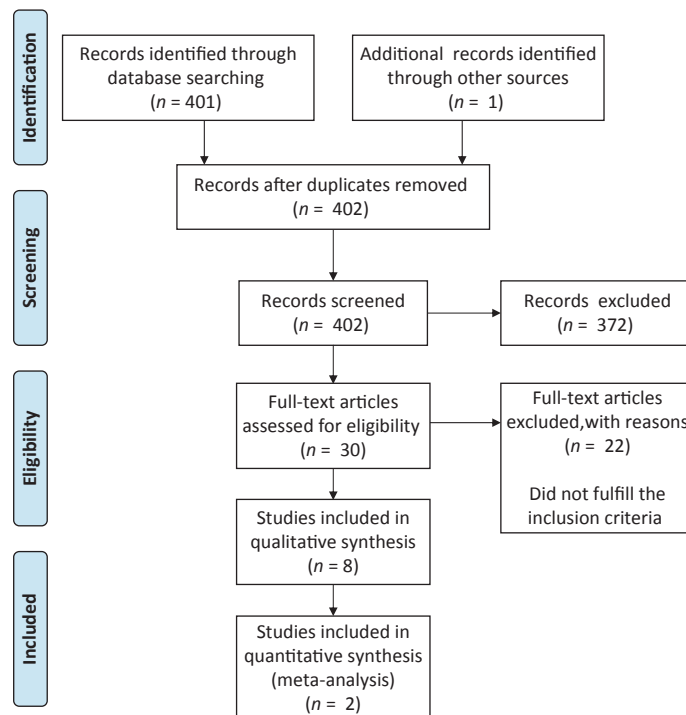 Identification
Records identified through
database searching
(n = 401)
Additional records identified
through other sources
(n = 1)
Records after duplicates removed
(n = 402)
Screening
Records screened
(n = 402)
Records excluded
(n = 372)
Eligibility
Full-text articles
assessed for eligibility
(n = 30)
Full-text articles
excluded,with reasons
(n = 22)
Did not fulfill the
inclusion criteria
Studies included in
qualitative synthesis
(n = 8)
Included
Studies included in
quantitative synthesis
(meta-analysis)
(n = 2)